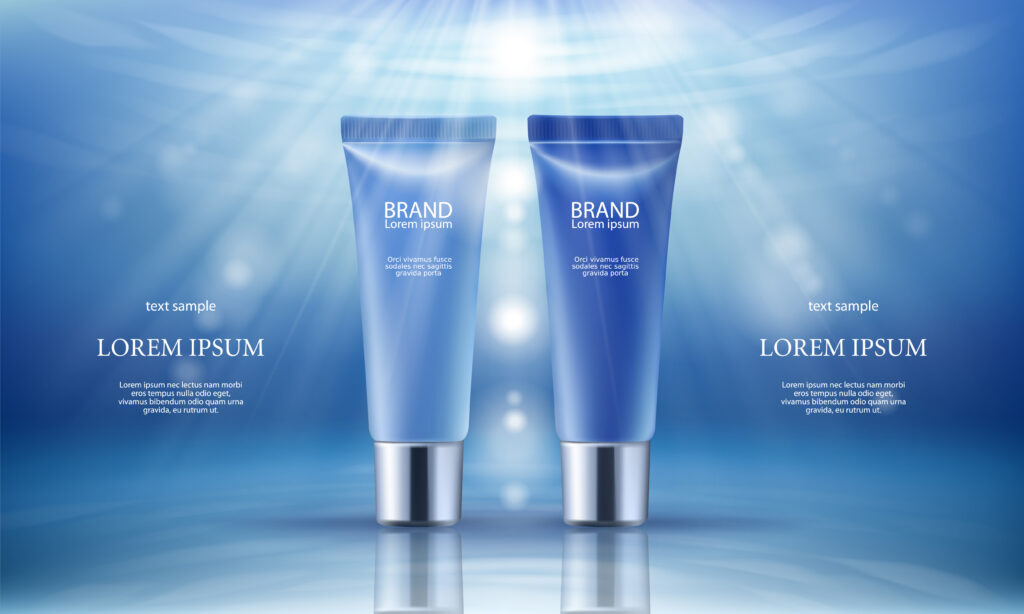 BRAND
Lorem ipsum
Orci vivamus fusce
sodales nec sagittis
gravida porta
BRAND
Lorem ipsum
Orci vivamus fusce
sodales nec sagittis
gravida porta
text sample
LOREM IPSUM
Lorem ipsum nec lectus nam morbi
eros tempus nulla odio eget,
vivamus bibendum odio quam urna
gravida, eu rutrum.
text sample
LOREM IPSUM
Lorem ipsum nec lectus nam morbi
eros tempus nulla odio eget,
vivamus bibendum odio quam urna
gravida, eu rutrum.